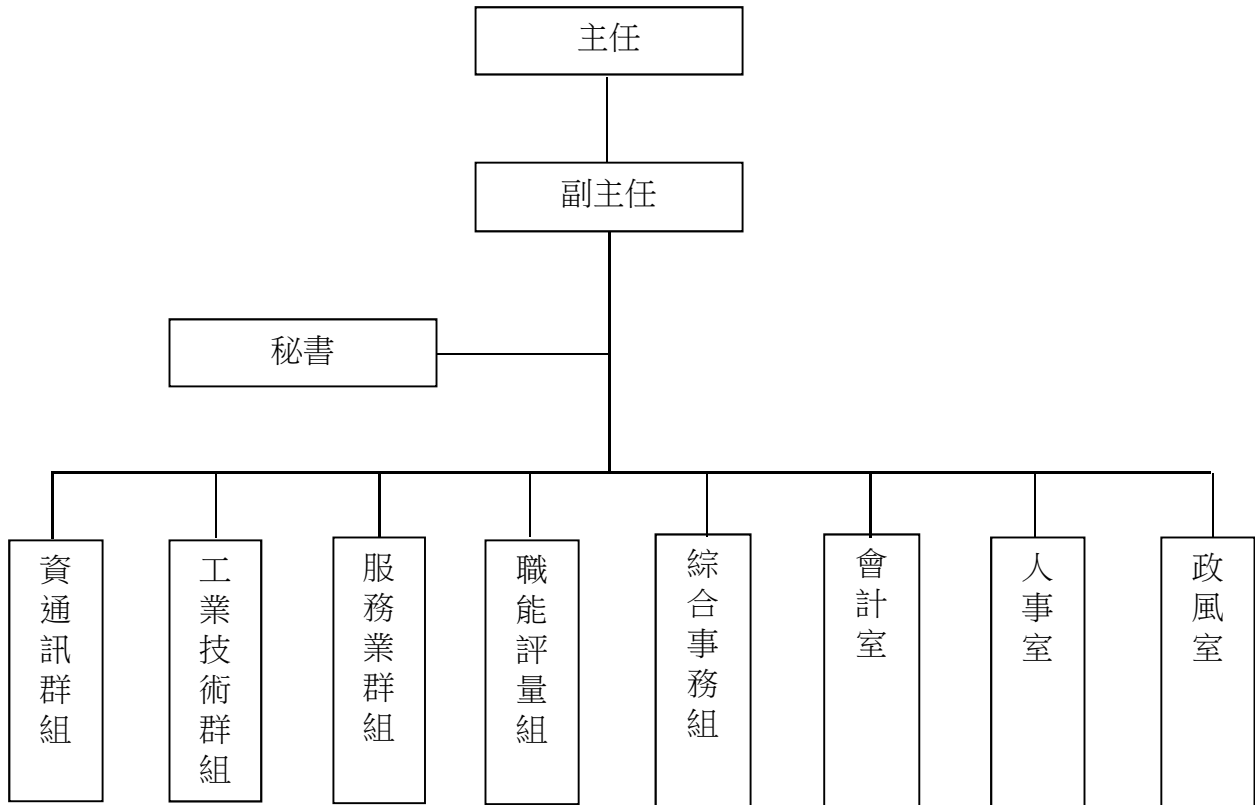 主任
副主任
秘書
資通訊群組
工業技術群組
服務業群組
職能評量組
綜合事務組
會計室
人事室
政風室